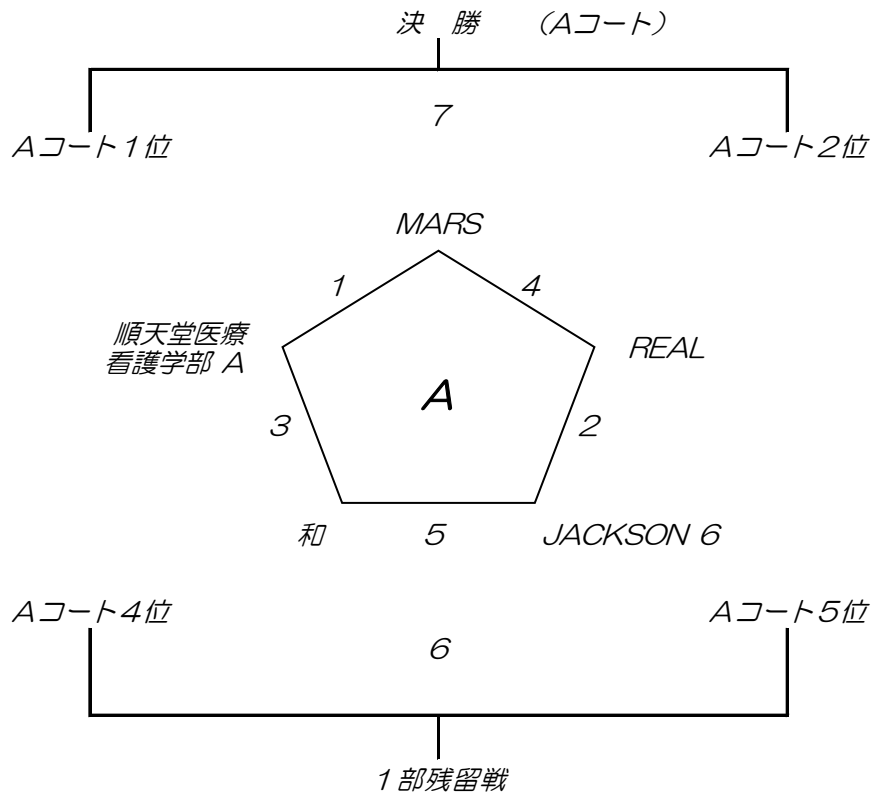 決 勝 (Aコート)
7
Aコート1位
Aコート2位
MARS
1
4
順天堂医療
看護学部 A
REAL
A
3
2
和
5
JACKSON 6
Aコート4位
Aコート5位
6
1部残留戦